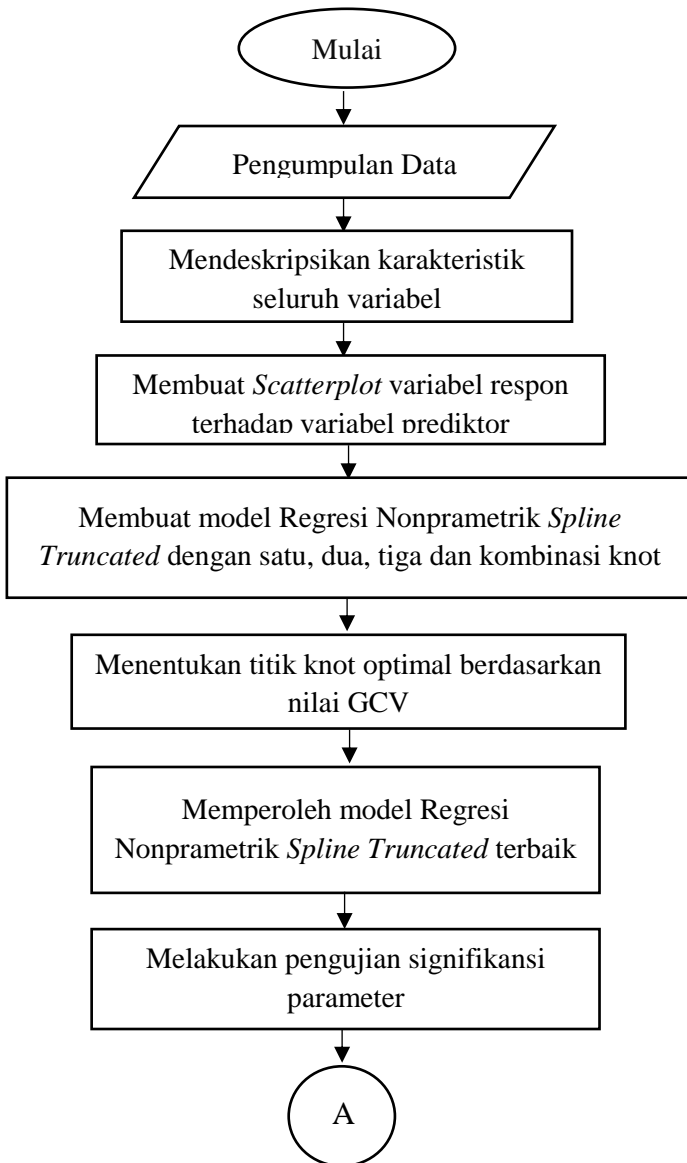 Mulai
Pengumpulan Data
Mendeskripsikan karakteristik
seluruh variabel
Membuat Scatterplot variabel respon
terhadap variabel prediktor
Membuat model Regresi Nonprametrik Spline
Truncated dengan satu, dua, tiga dan kombinasi knot
Menentukan titik knot optimal berdasarkan
nilai GCV
Memperoleh model Regresi
Nonprametrik Spline Truncated terbaik
Melakukan pengujian signifikansi
parameter
A